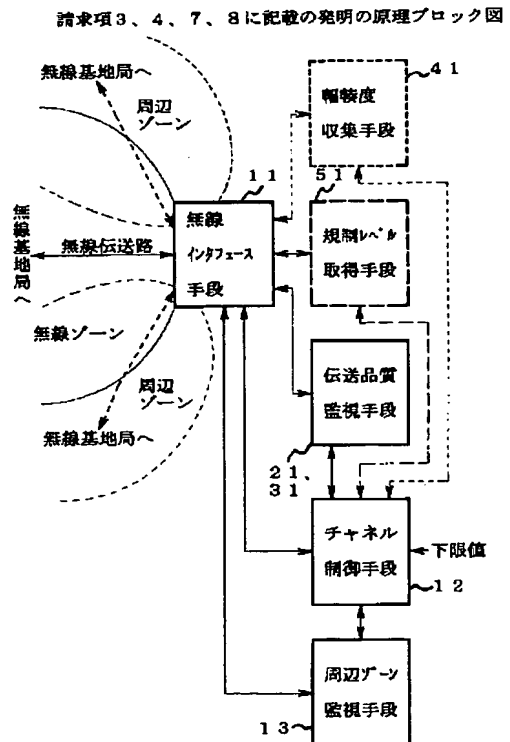 請求項3、4、7、8に記載の発明の原理ブロック図
無線基地局へ
周辺
ゾーン
無線基地局へ
無線伝送路
無線ゾーン
周辺
ゾーン
無線基地局へ
11
無線
インタフェース
手段
41
輻輳度
収集手段
51
規制レベル
取得手段
伝送品質
監視手段
21、
31
チャネル
制御手段
下限値
12
周辺ゾーン
監視手段
13